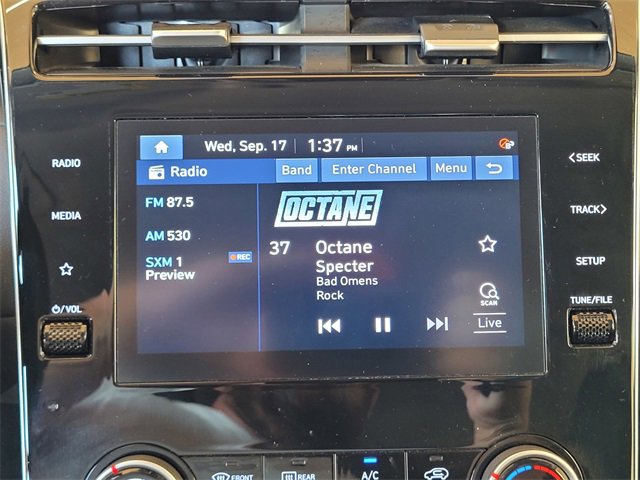 Wed, Sep. 17 1:37 PM
RADIO
Radio Band Enter Channel Menu
SEEK
FM 87.5
OCTANE
MEDIA
TRACK
AM 530
37 Octane
SXM 1 REC
Preview
Specter
Bad Omens
Rock
SETUP
SCAN
Live
/VOL
TUNE/FILE
FRONT
REAR
A/C